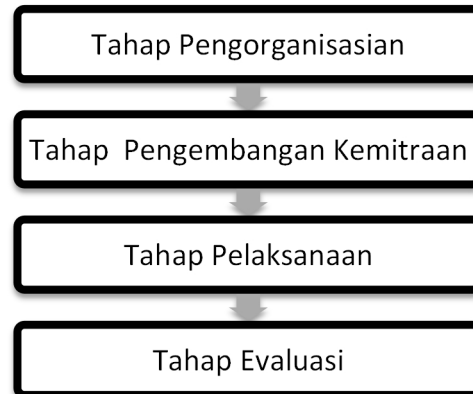 Tahap Pengorganisasian
Tahap Pengembangan Kemitraan
Tahap Pelaksanaan
Tahap Evaluasi